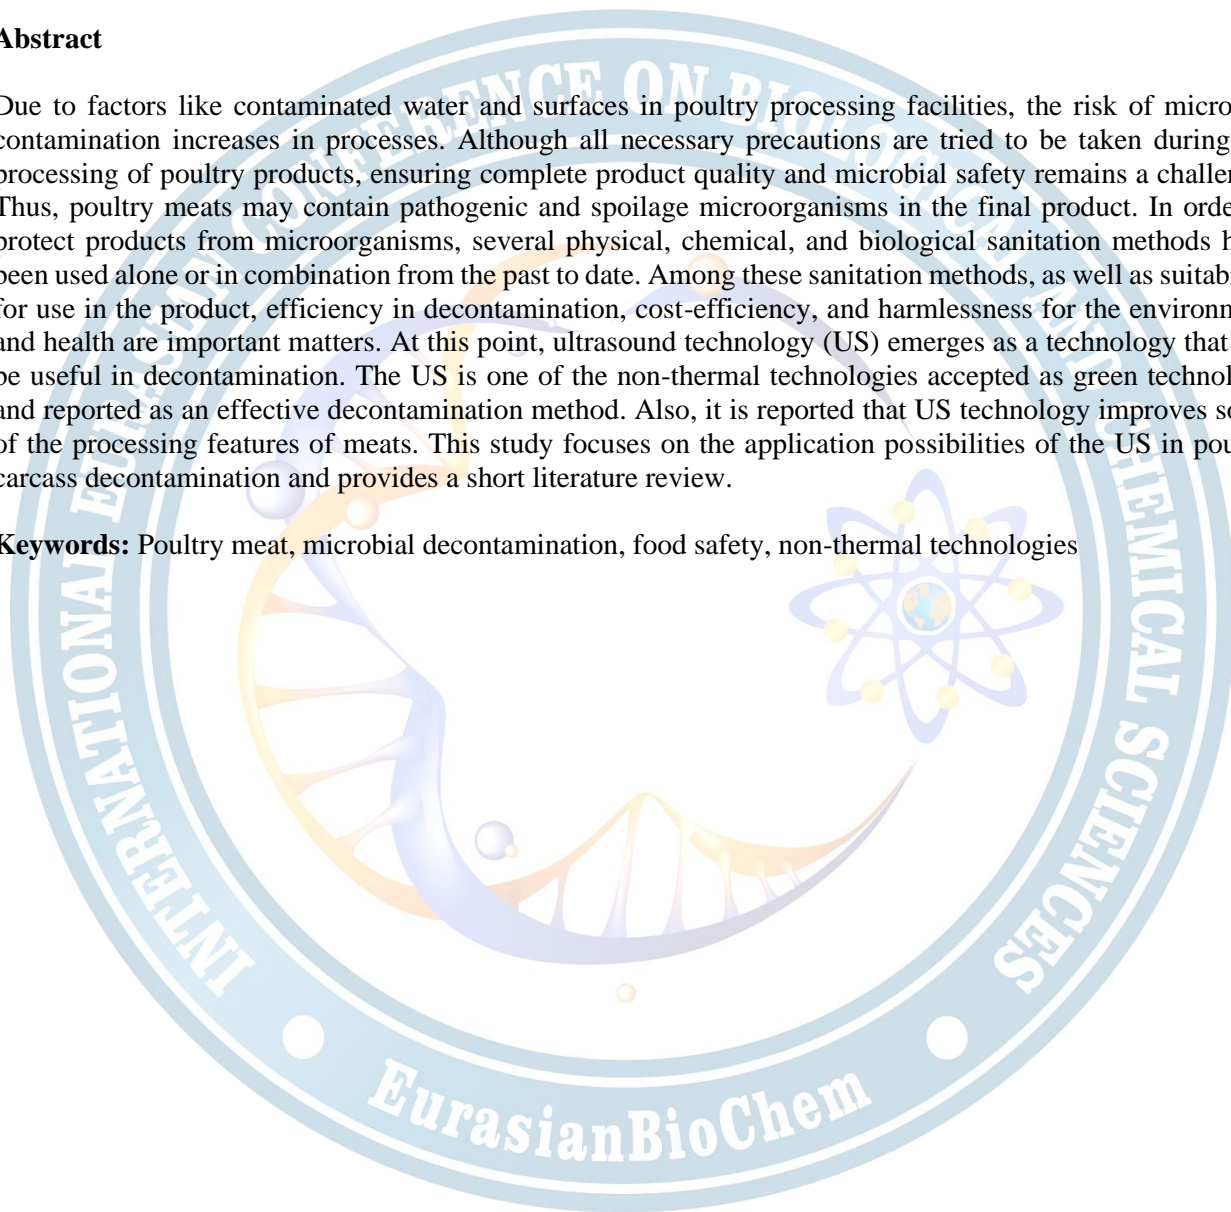 Abstract
Due to factors like contaminated water and surfaces in poultry processing facilities, the risk of micro
contamination increases in processes. Although all necessary precautions are tried to be taken during
processing of poultry products, ensuring complete product quality and microbial safety remains a challen
Thus, poultry meats may contain pathogenic and spoilage microorganisms in the final product. In orde
protect products from microorganisms, several physical, chemical, and biological sanitation methods h
been used alone or in combination from the past to date. Among these sanitation methods, as well as suitabi
for use in the product, efficiency in decontamination, cost-efficiency, and harmlessness for the environm
and health are important matters. At this point, ultrasound technology (US) emerges as a technology that
be useful in decontamination. The US is one of the non-thermal technologies accepted as green technol
and reported as an effective decontamination method. Also, it is reported that US technology improves so
of the processing features of meats. This study focuses on the application possibilities of the US in pou
carcass decontamination and provides a short literature review.
Keywords: Poultry meat, microbial decontamination, food safety, non-thermal technologies
INTERNATIONAL EURASIAN CONFERENCE ON BIOLOGICAL AND CHEMICAL SCIENCES
EurasianBioChem